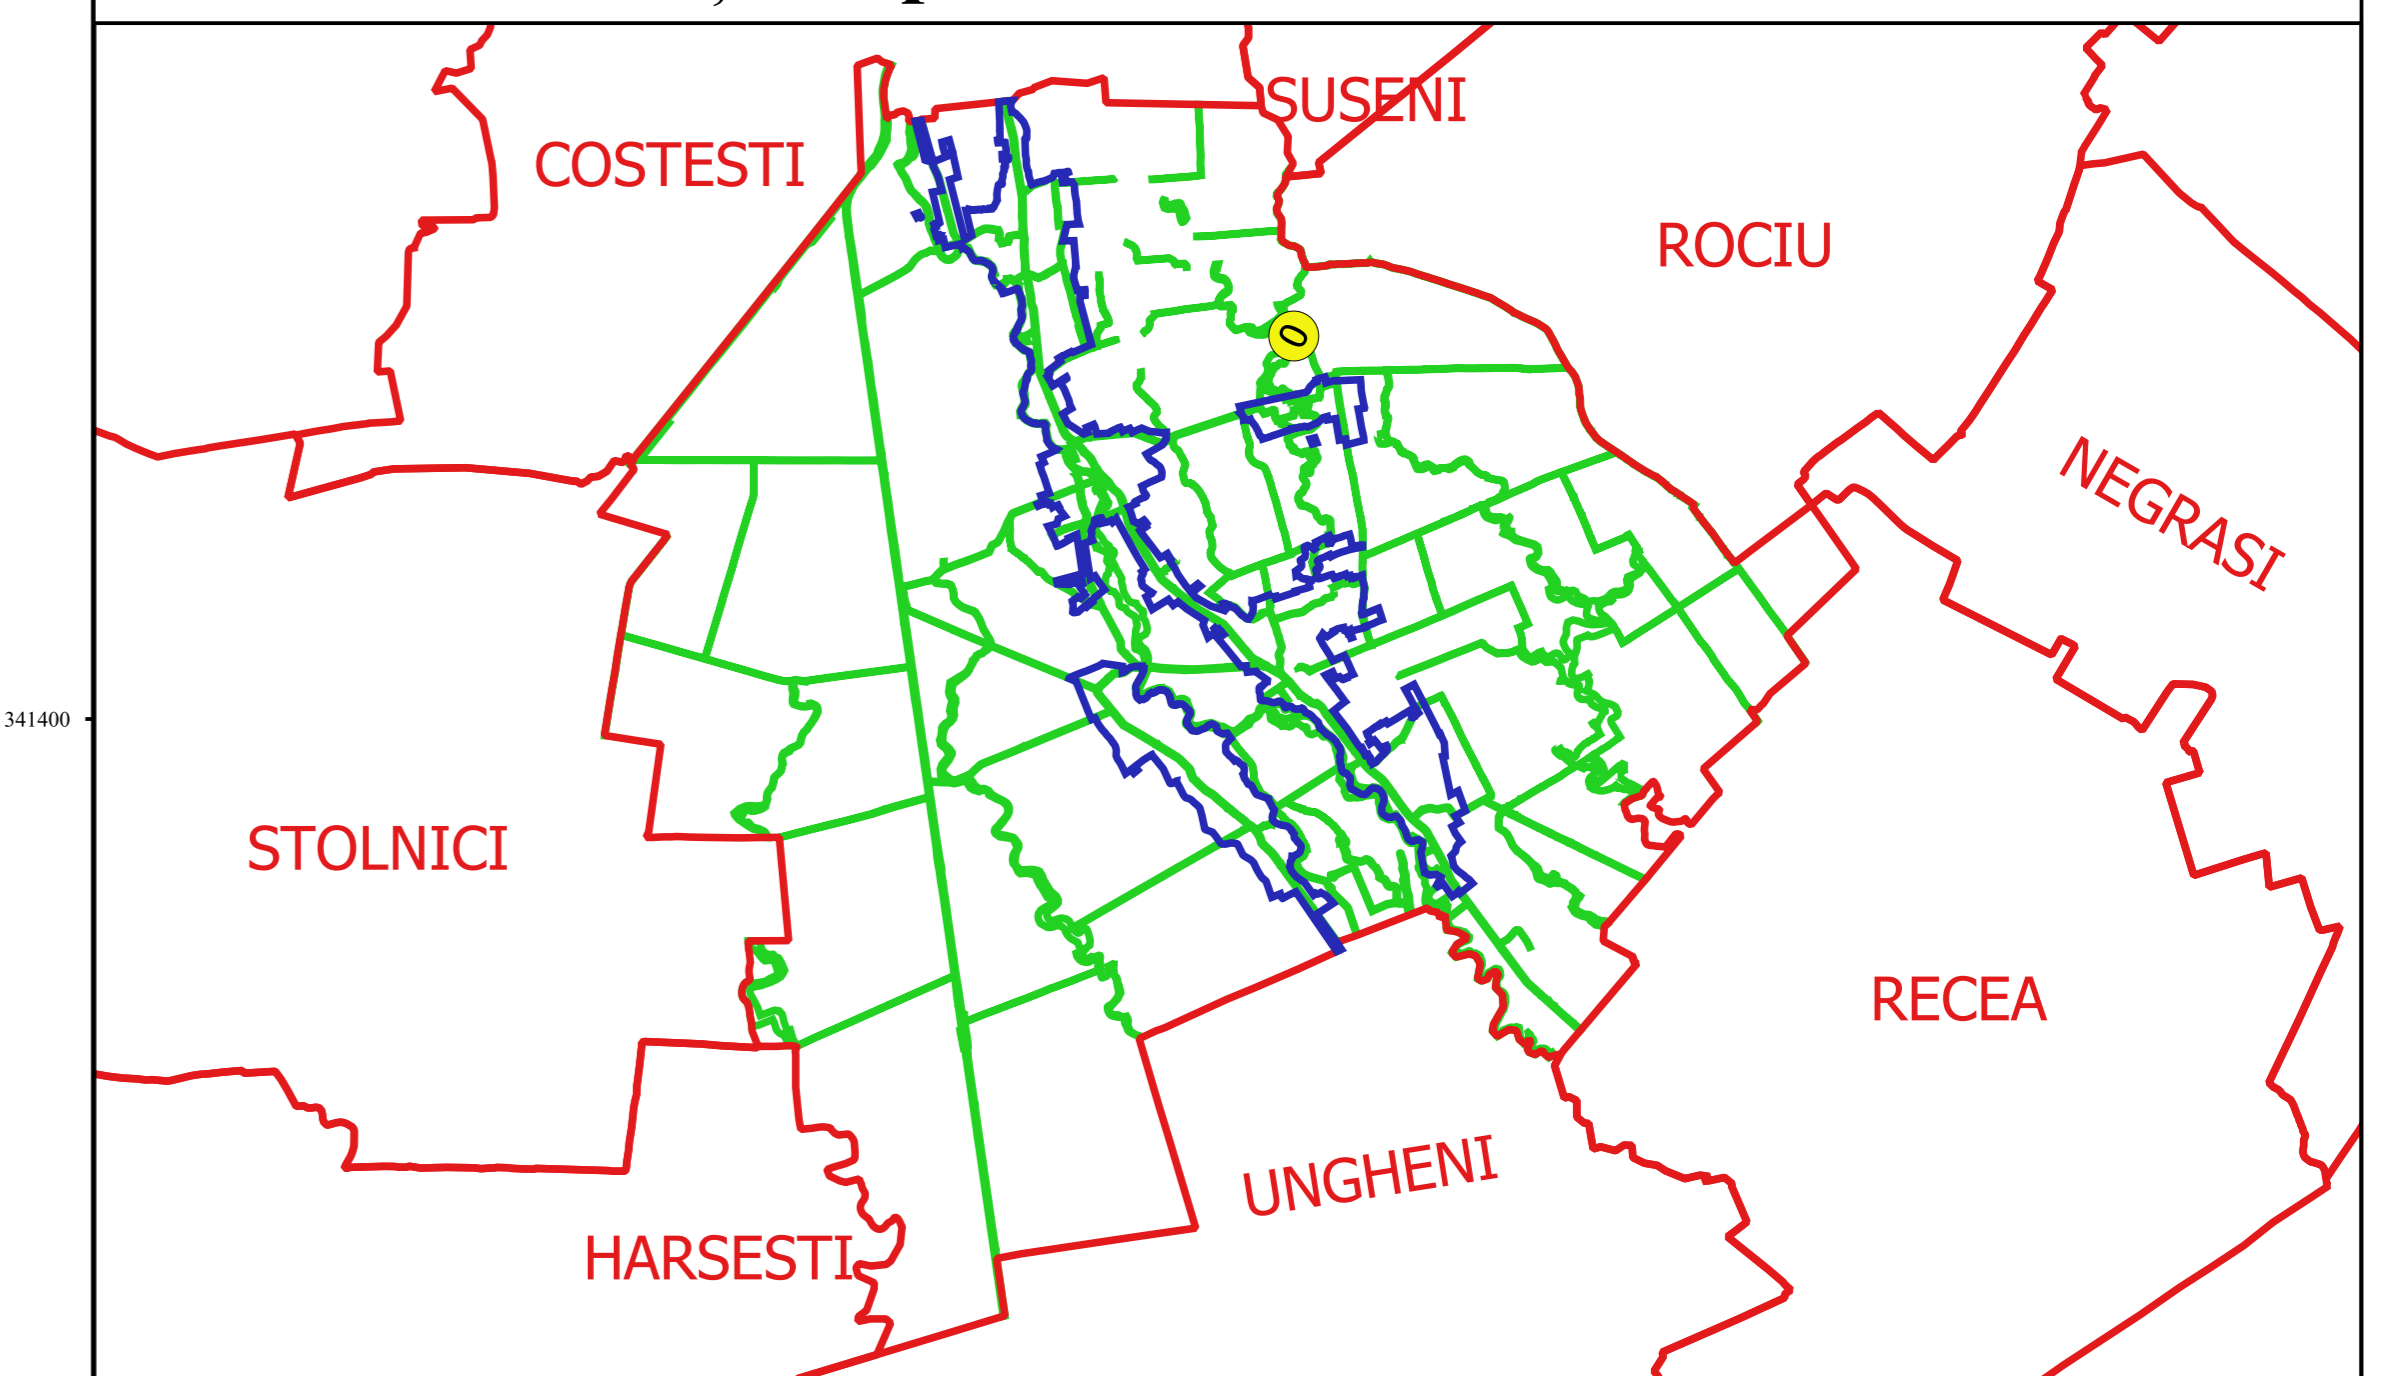 SUSENI
COSTESTI
ROCIU
0
NEGRASI
341400
STOLNICI
RECEA
UNGHENI
HARSESTI